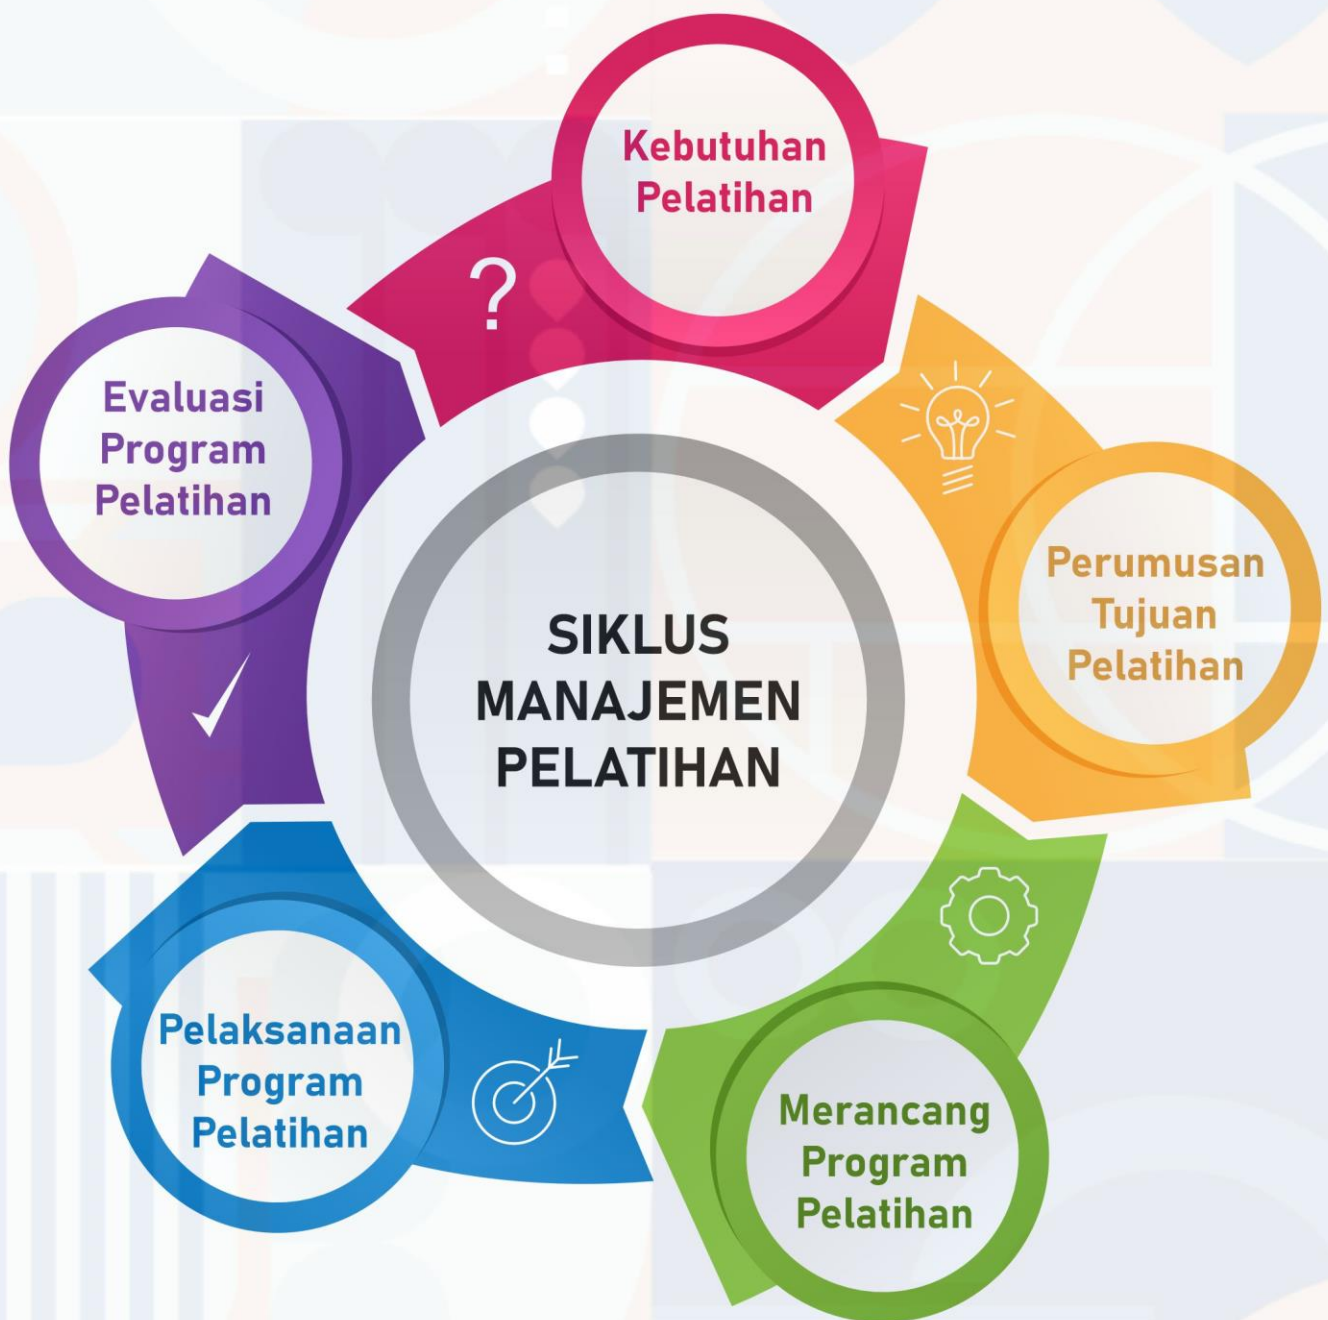 Kebutuhan
Pelatihan
?
Perumusan
Tujuan
Pelatihan
Merancang
Program
Pelatihan
Pelaksanaan
Program
Pelatihan
Evaluasi
Program
Pelatihan
SIKLUS
MANAJEMEN
PELATIHAN